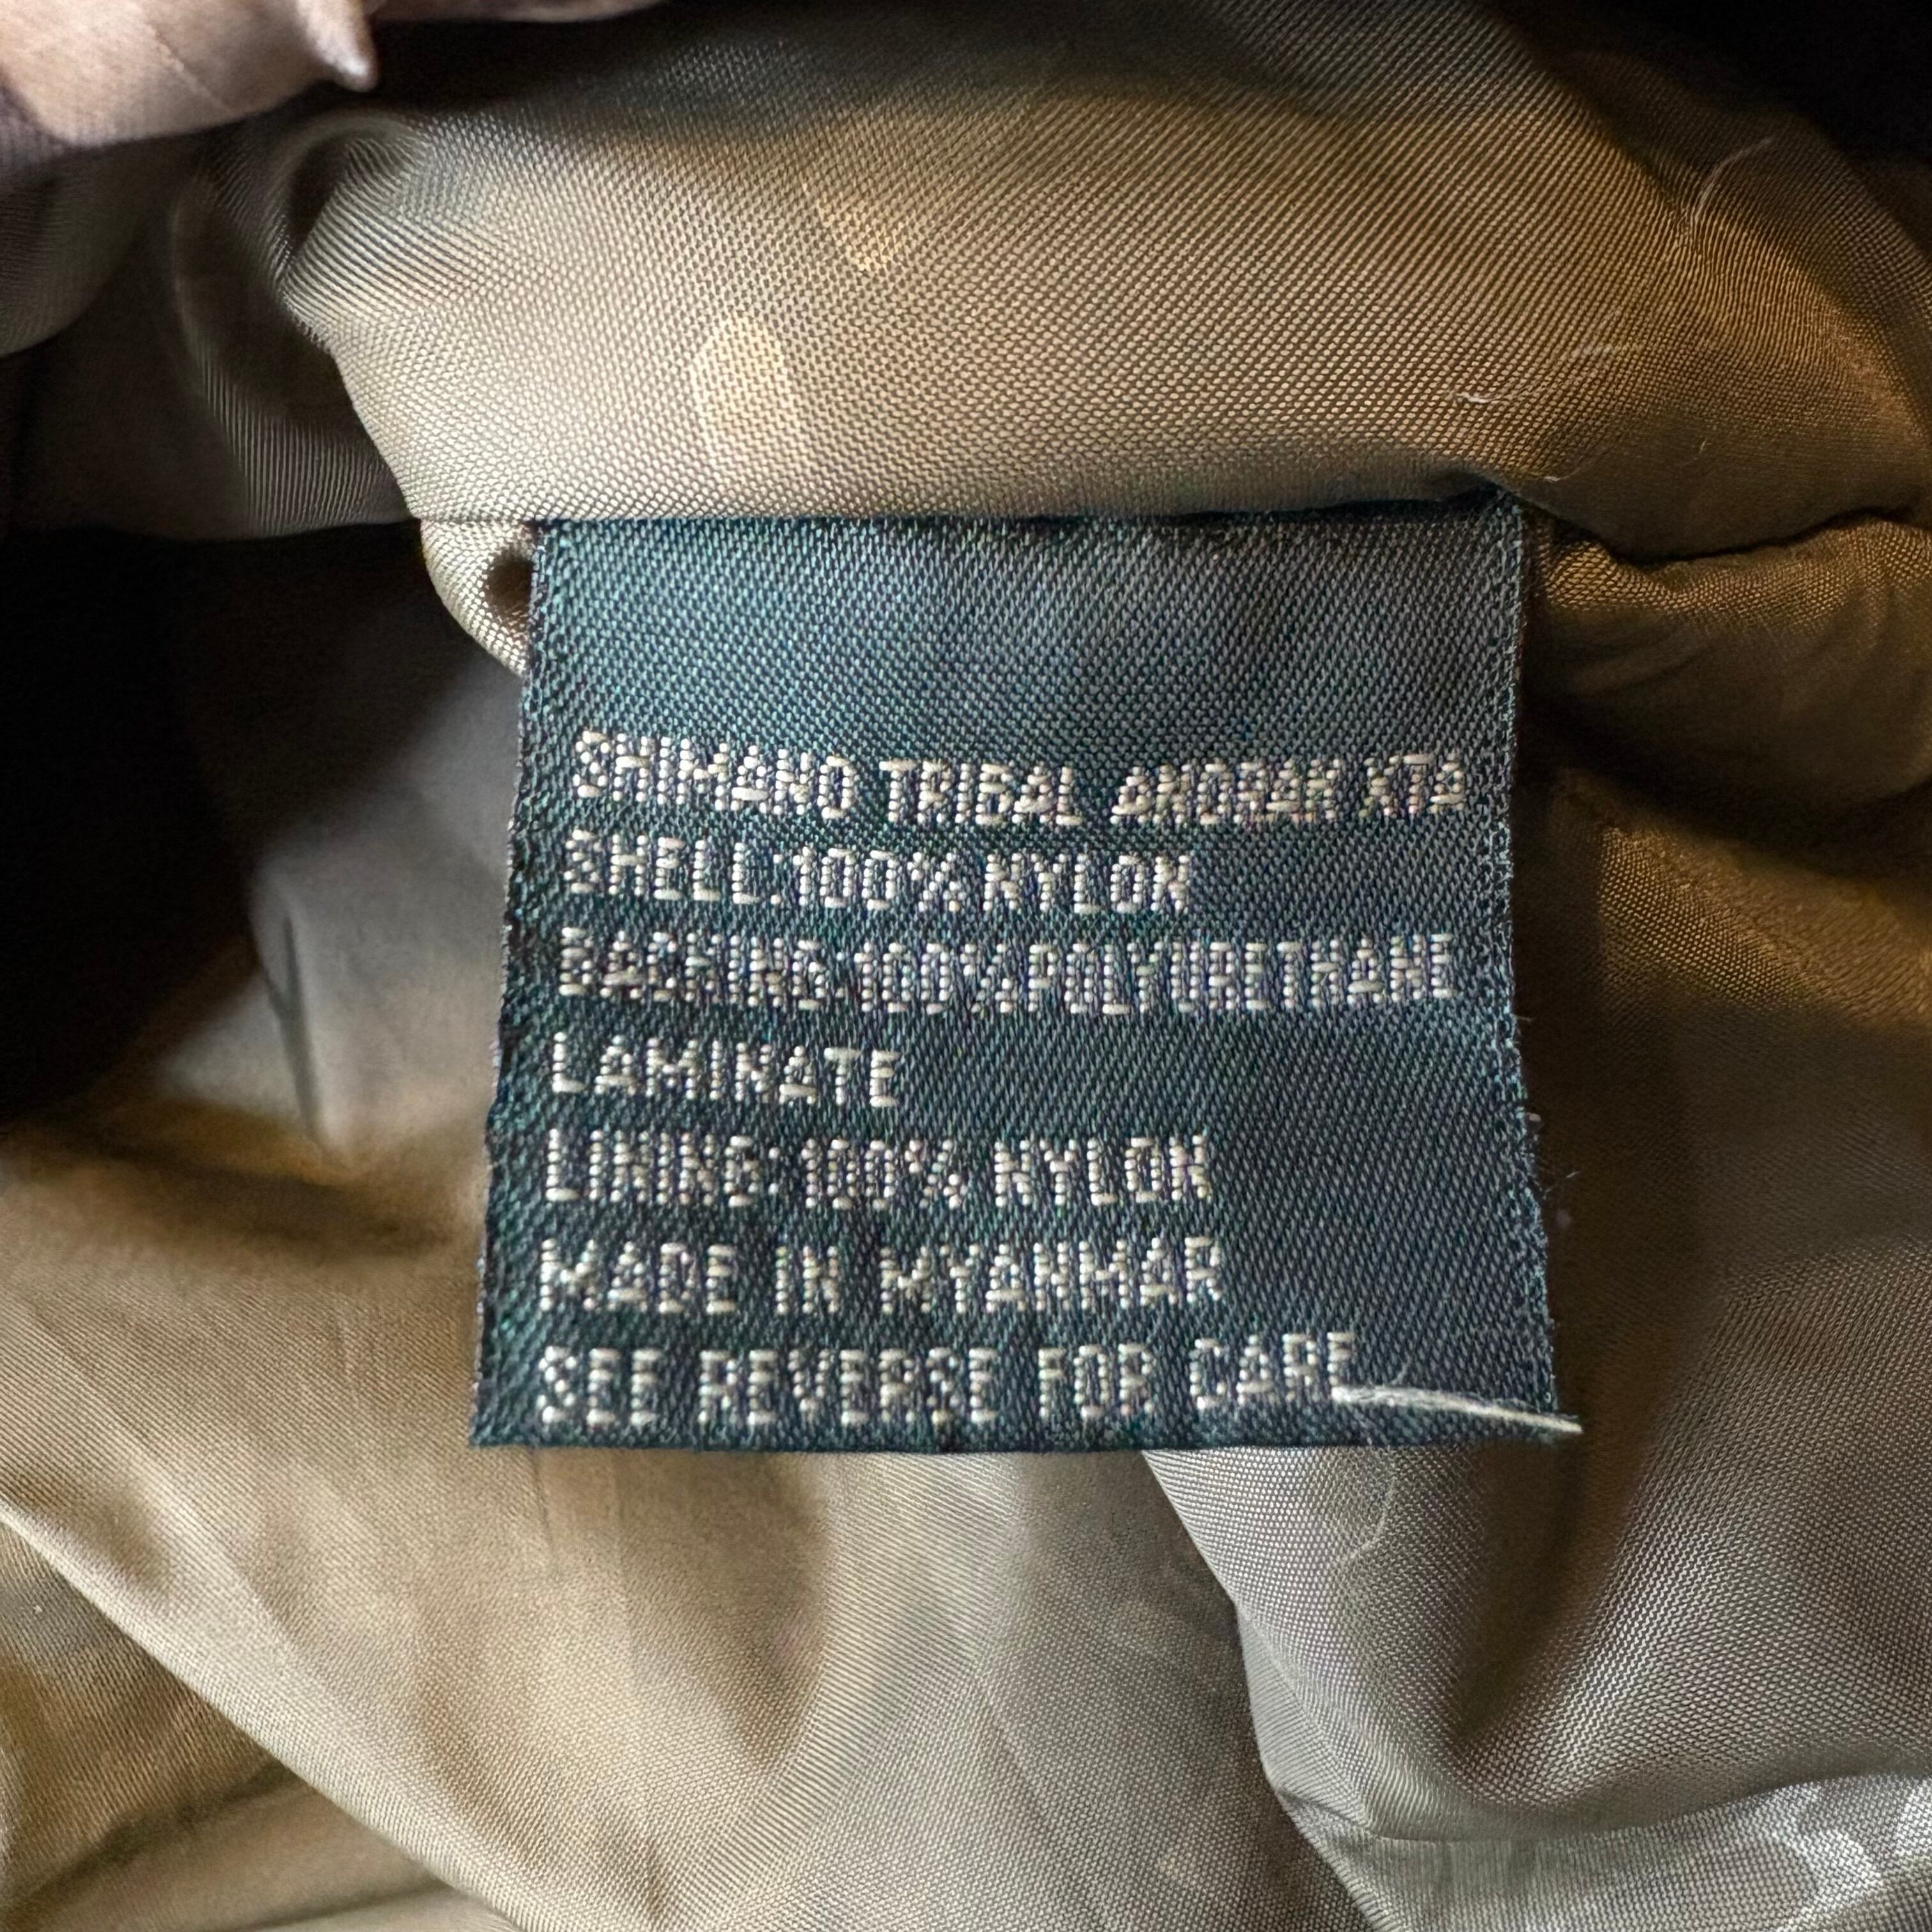 SHIMANO TRIBAL ANORAK XTA
SHELL:100% NYLON
BACKING:100% POLYURETHANE
LAMINATE
LINING:100% NYLON
MADE IN MYANMAR
SEE REVERSE FOR CARE